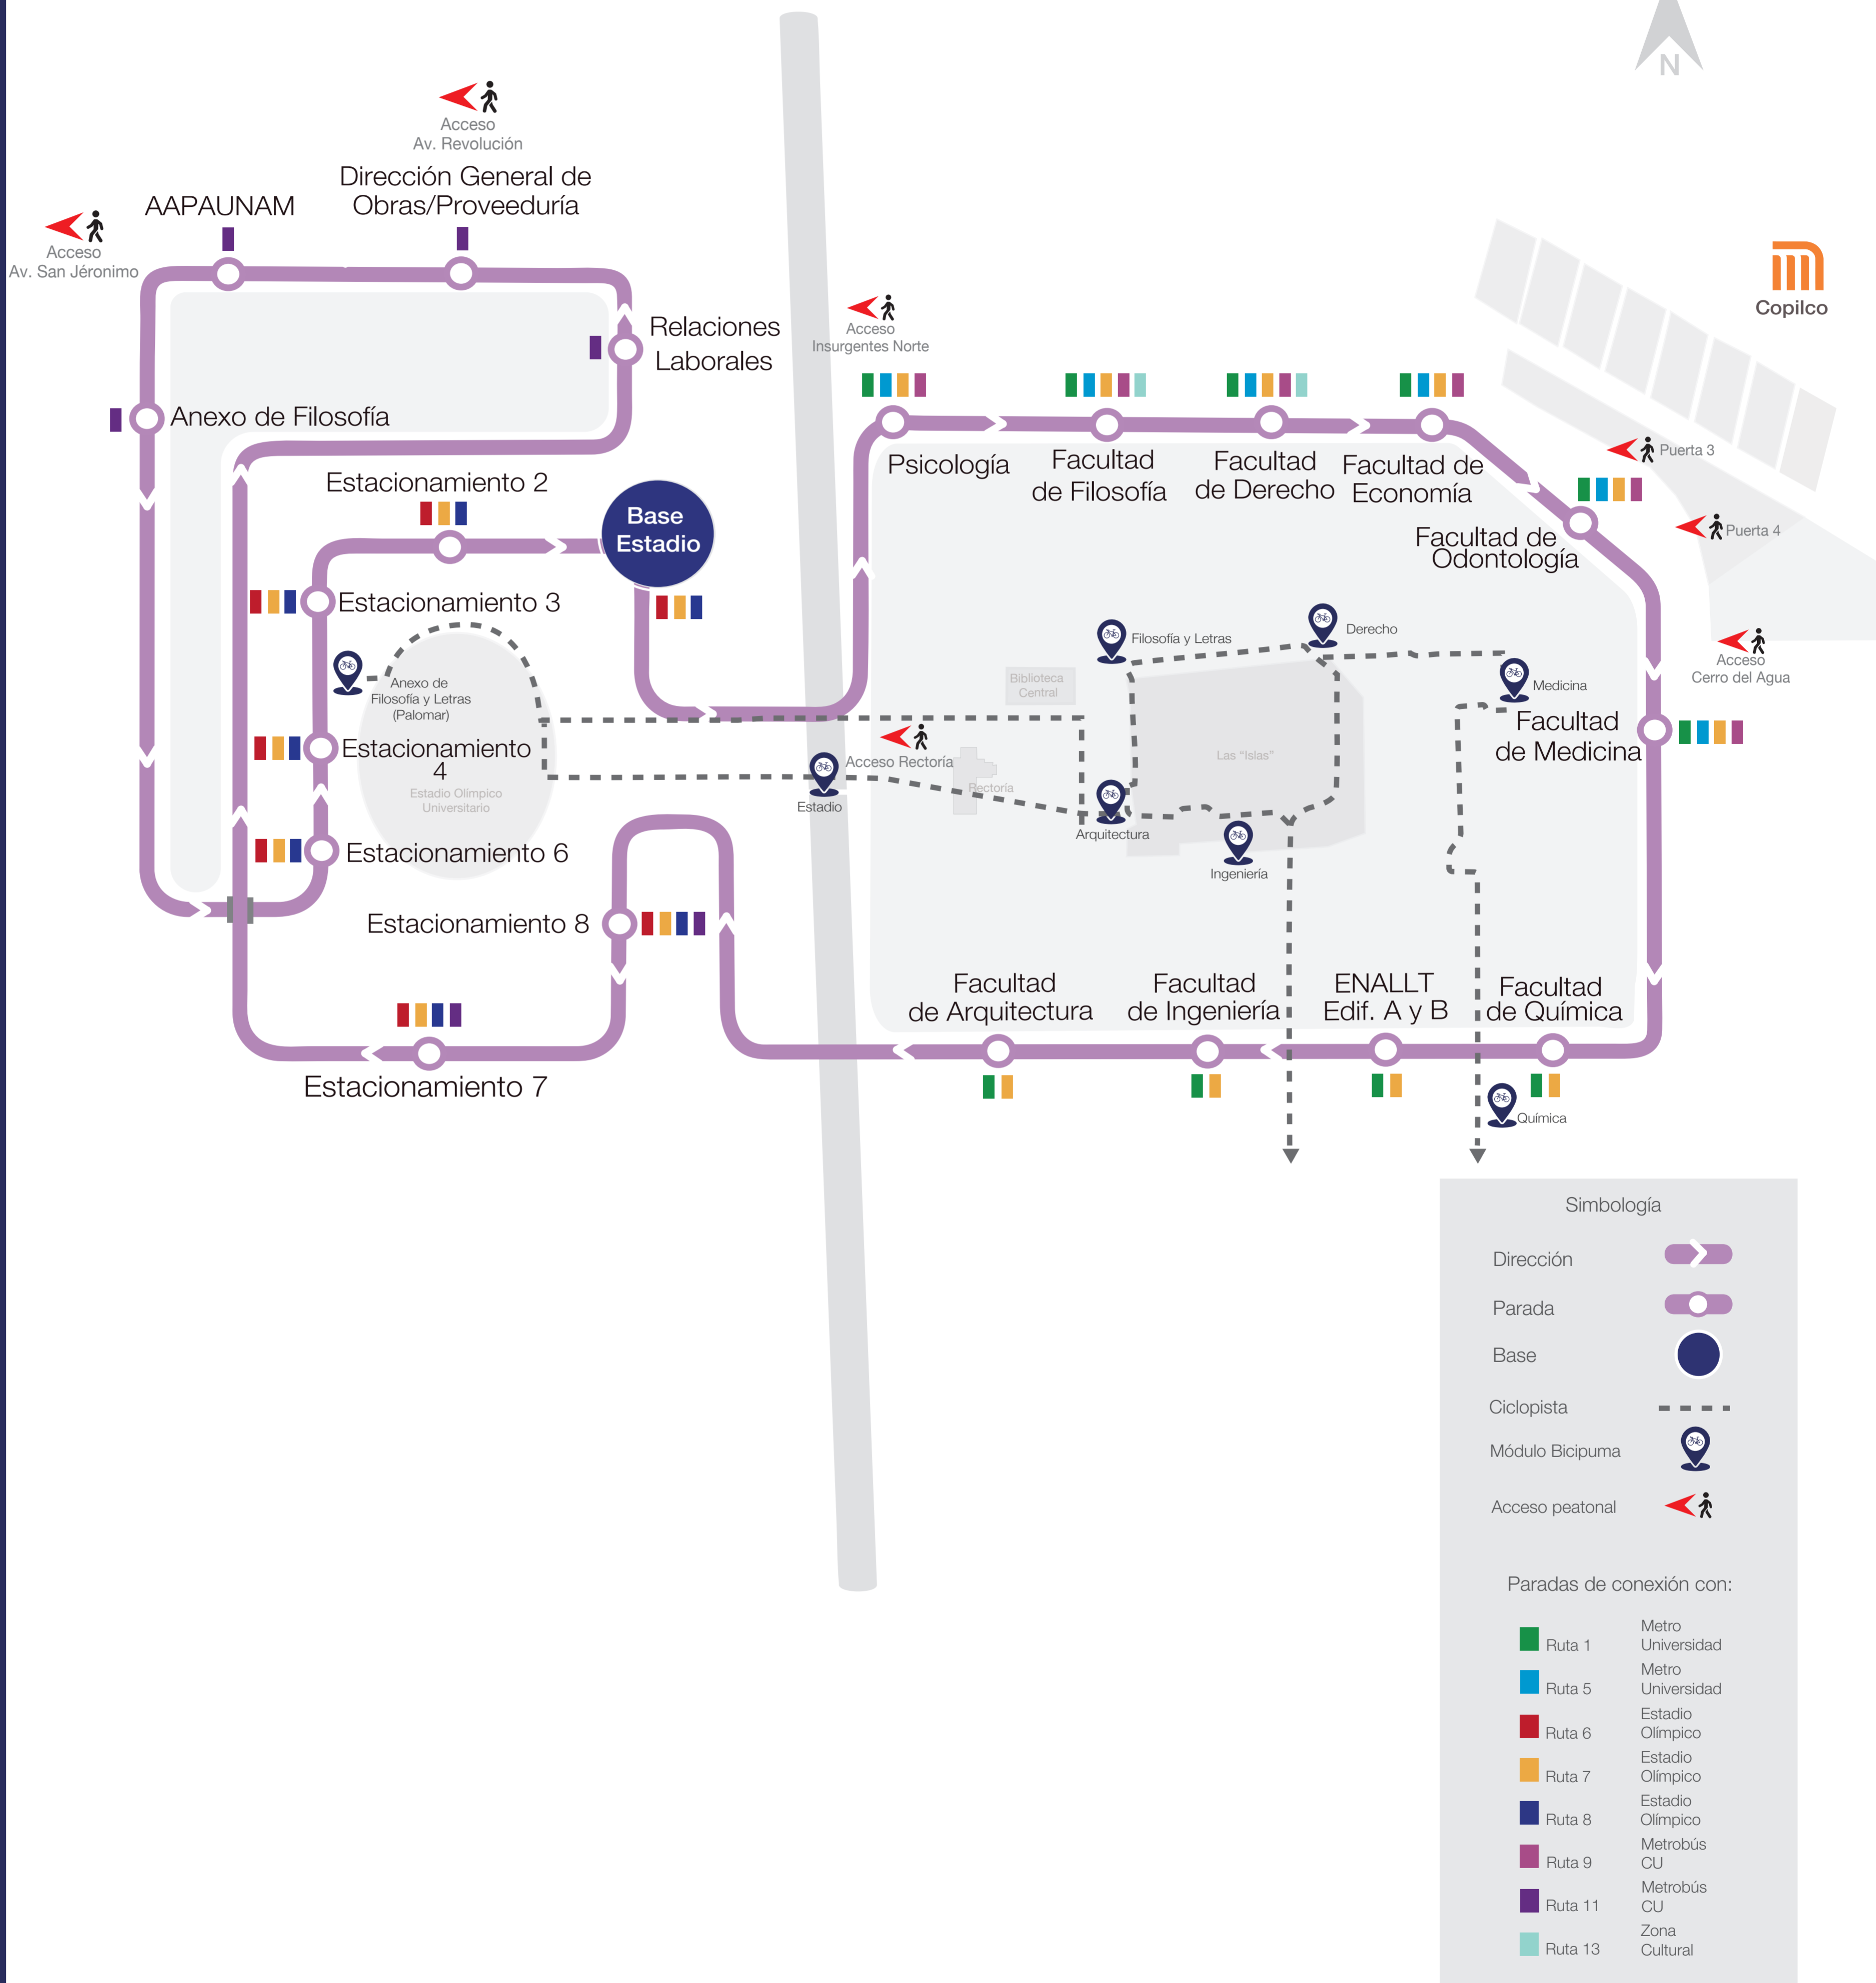 N
Acceso
Av. Revolución
Dirección General de
Obras/Proveeduría
AAPAUNAM
Acceso
Av. San Jéronimo
Relaciones
Laborales
Anexo de Filosofía
Acceso
Insurgentes Norte
Copilco
Psicología
Facultad
de Filosofía
Facultad
de Derecho
Facultad de
Economía
Puerta 3
Puerta 4
Facultad de
Odontología
Estacionamiento 2
Base
Estadio
Estacionamiento 3
Anexo de
Filosofía y Letras
(Palomar)
Estacionamiento
4
Estadio Olímpico
Universitario
Estacionamiento 6
Estacionamiento 8
Estacionamiento 7
Filosofía y Letras
Derecho
Biblioteca
Central
Medicina
Acceso
Cerro del Agua
Facultad
de Medicina
Acceso Rectoría
Rectoría
Las "Islas"
Estadio
Arquitectura
Ingeniería
Facultad
de Arquitectura
Facultad
de Ingeniería
ENALLT
Edif. A y B
Facultad
de Química
Química
Simbología
Dirección
Parada
Base
Ciclopista
Módulo Bicipuma
Acceso peatonal
Paradas de conexión con:
Ruta 1
Metro
Universidad
Ruta 5
Metro
Universidad
Ruta 6
Estadio
Olímpico
Ruta 7
Estadio
Olímpico
Ruta 8
Estadio
Olímpico
Ruta 9
Metrobús
CU
Ruta 11
Metrobús
CU
Ruta 13
Zona
Cultural